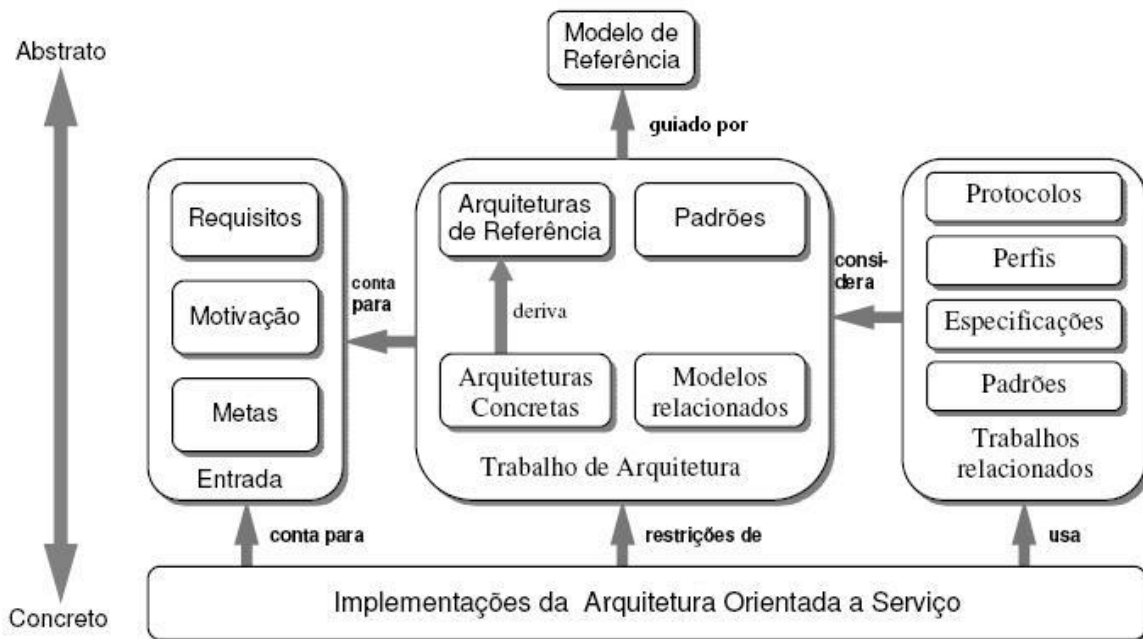 Abstrato
Modelo de
Referência
guiado por
Requisitos
Motivação
Metas
Entrada
conta
para
Arquiteturas
de Referência
Padrões
deriva
Arquiteturas
Concretas
Modelos
relacionados
Trabalho de Arquitetura
consi-
dera
Protocolos
Perfis
Especificações
Padrões
Trabalhos
relacionados
conta para
restrições de
usa
Concreto
Implementações da Arquitetura Orientada a Serviço